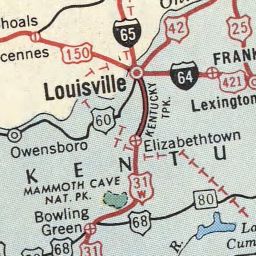 hoals
cennes
150
65
42
25
Louisville
64
FRANK
421
Lexington
KENTUCKY
TPK.
60
Owensboro
Elizabethtown
K E N T U
MAMMOTH CAVE
NAT. PK.
31
W
80
Bowling
Green
68
68
31
R.
La
Cum